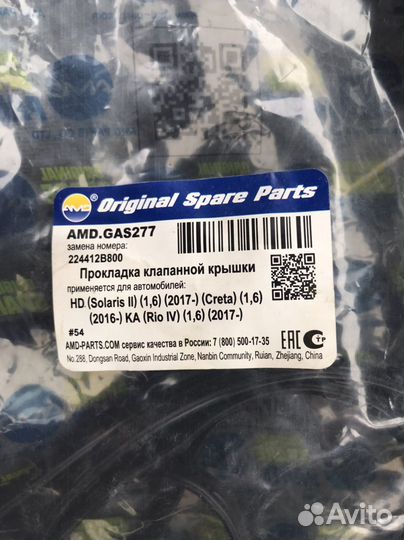 AMD
® Original Spare Parts
AMD.GAS277
замена номера:
224412B800
Прокладка клапанной крышки
применяется для автомобилей:
HD (Solaris II) (1,6) (2017-) (Creta) (1,6)
(2016-) KA (Rio IV) (1,6) (2017-)
#54
AMD-PARTS.COM сервис качества в России: 7 (800) 500-17-35
No.288, Dongsan Road, Gaoxin Industrial Zone, Nanbin Community, Ruian, Zhejiang, China
EAC
Avito